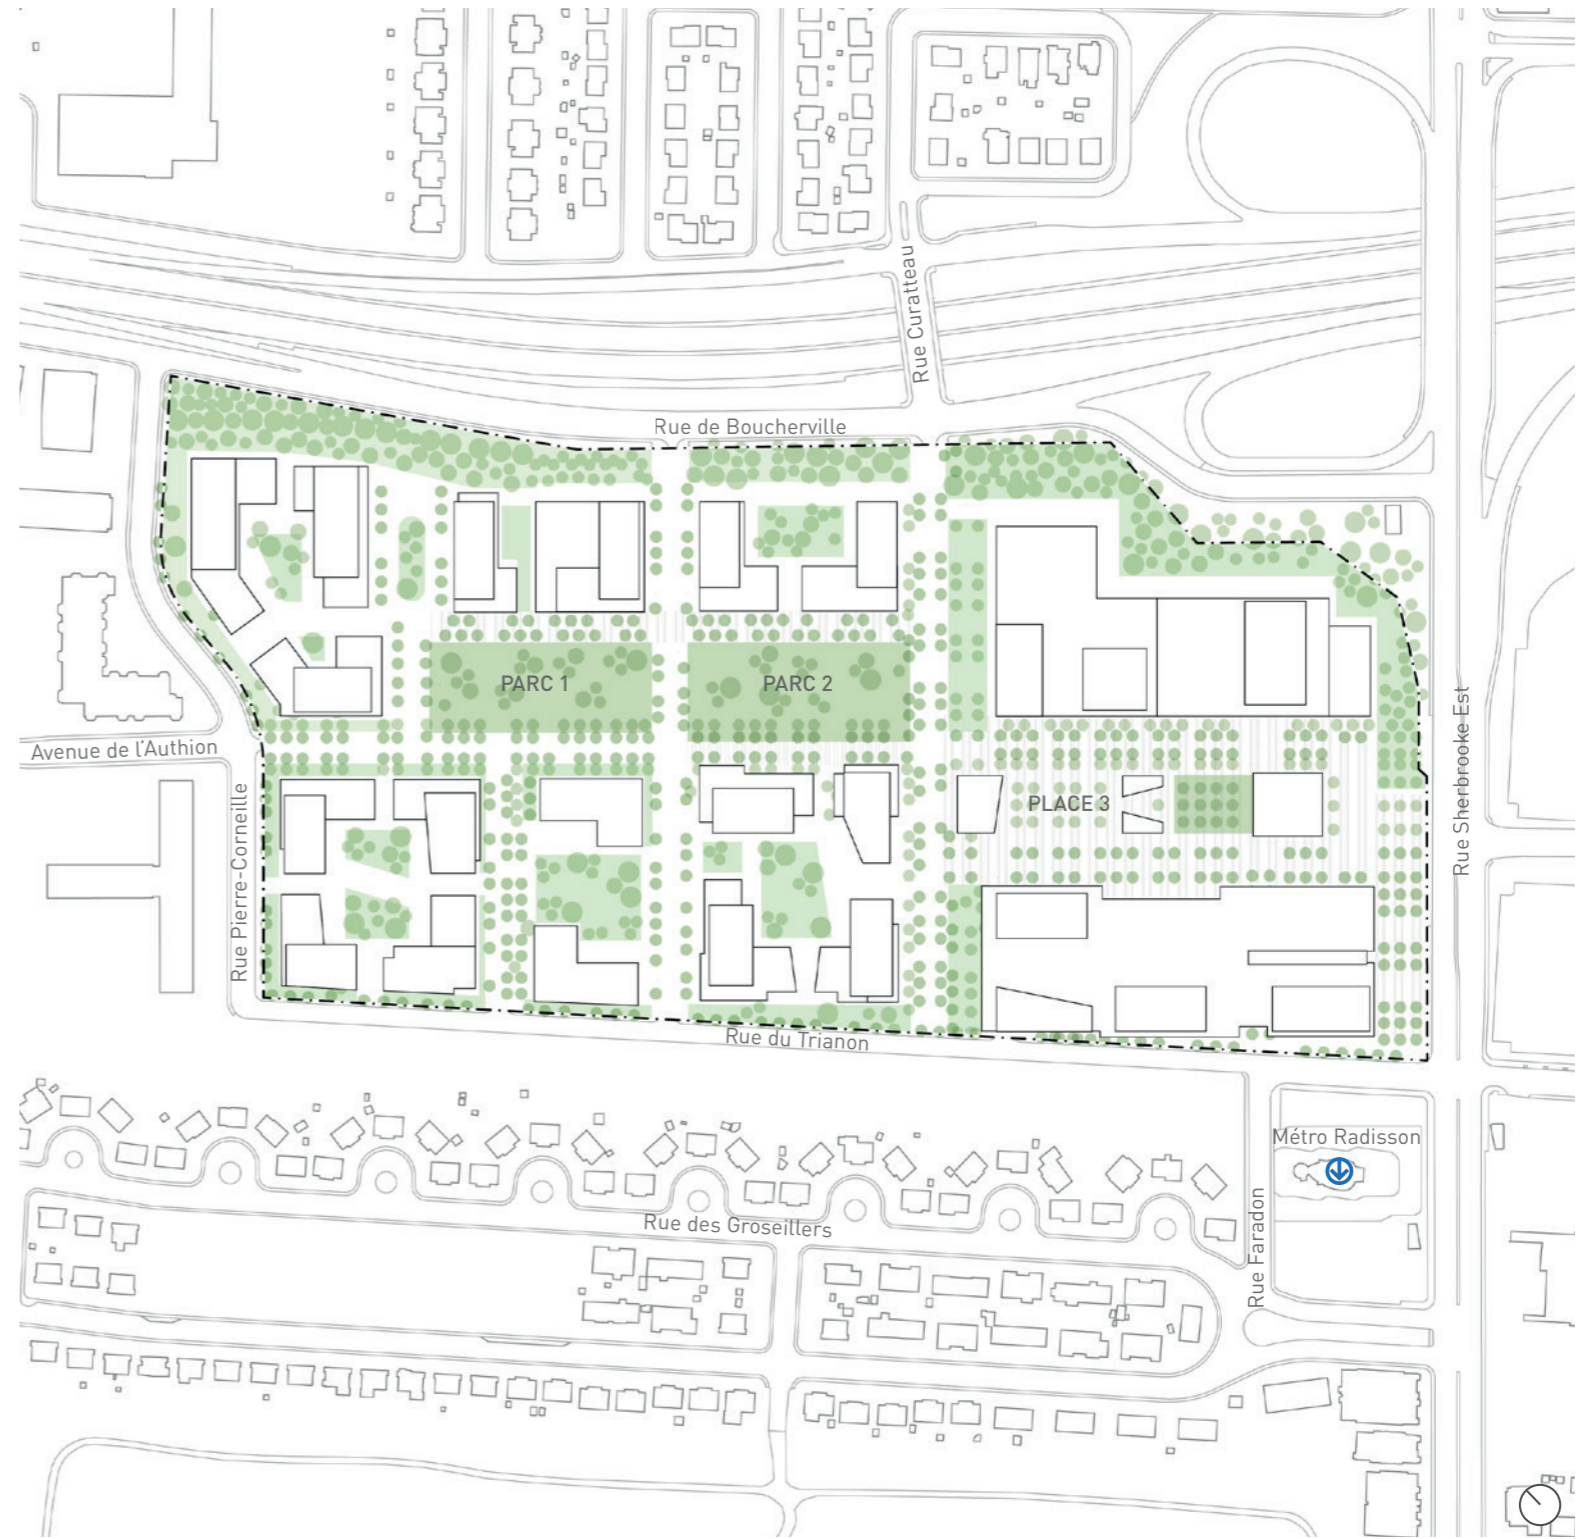 Rue Curatteau
Rue de Boucherville
PARC 1
PARC 2
Rue Sherbrooke Est
Avenue de l'Authion
PLACE 3
Rue Pierre-Corneille
Rue du Trianon
Métro Radisson
Rue des Groseillers
Rue Faradon